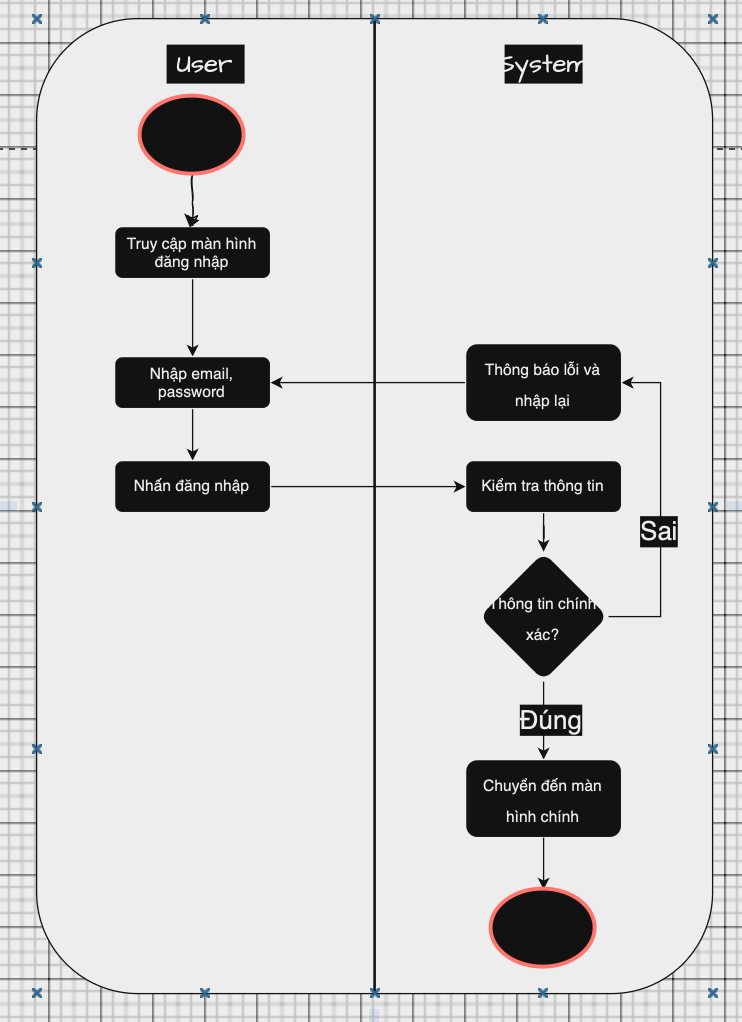 User
System
Truy cập màn hình
đăng nhập
Nhập email,
password
Thông báo lỗi và
nhập lại
Nhấn đăng nhập
Kiểm tra thông tin
Sai
Thông tin chính
xác?
Đúng
Chuyển đến màn
hình chính